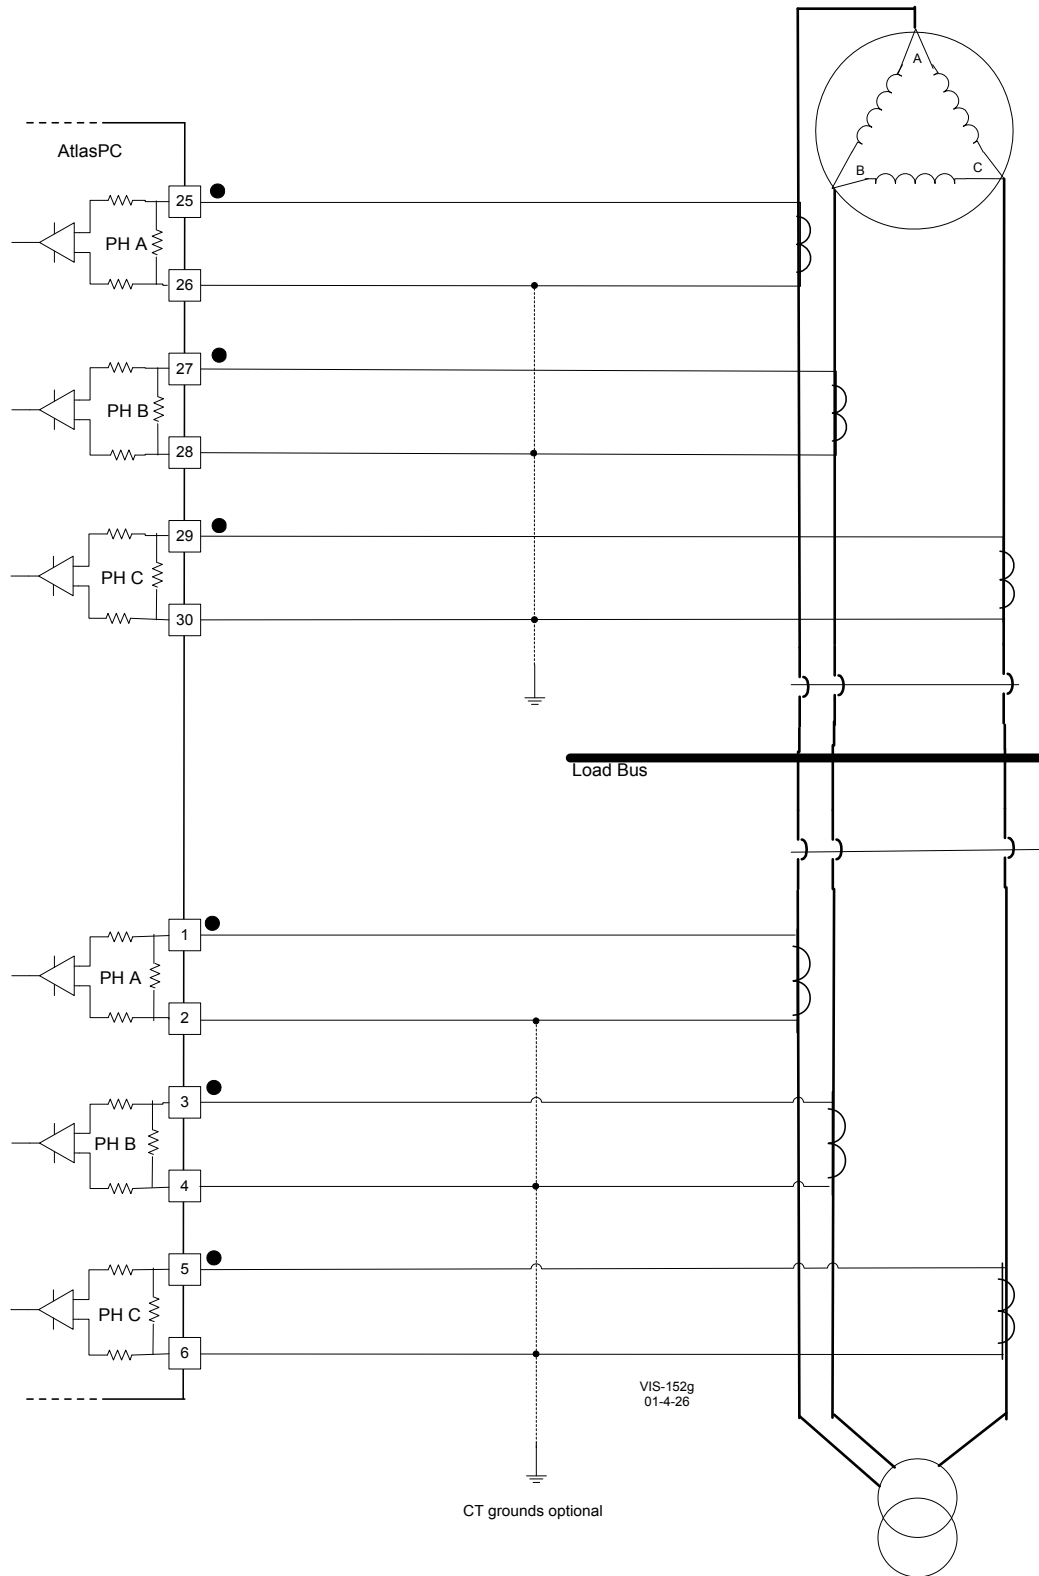 A
AtlasPC
B
C
25
PH A
26
27
PH B
28
29
PH C
30
Load Bus
1
PH A
2
3
PH B
4
5
PH C
6
VIS-152g
01-4-26
CT grounds optional